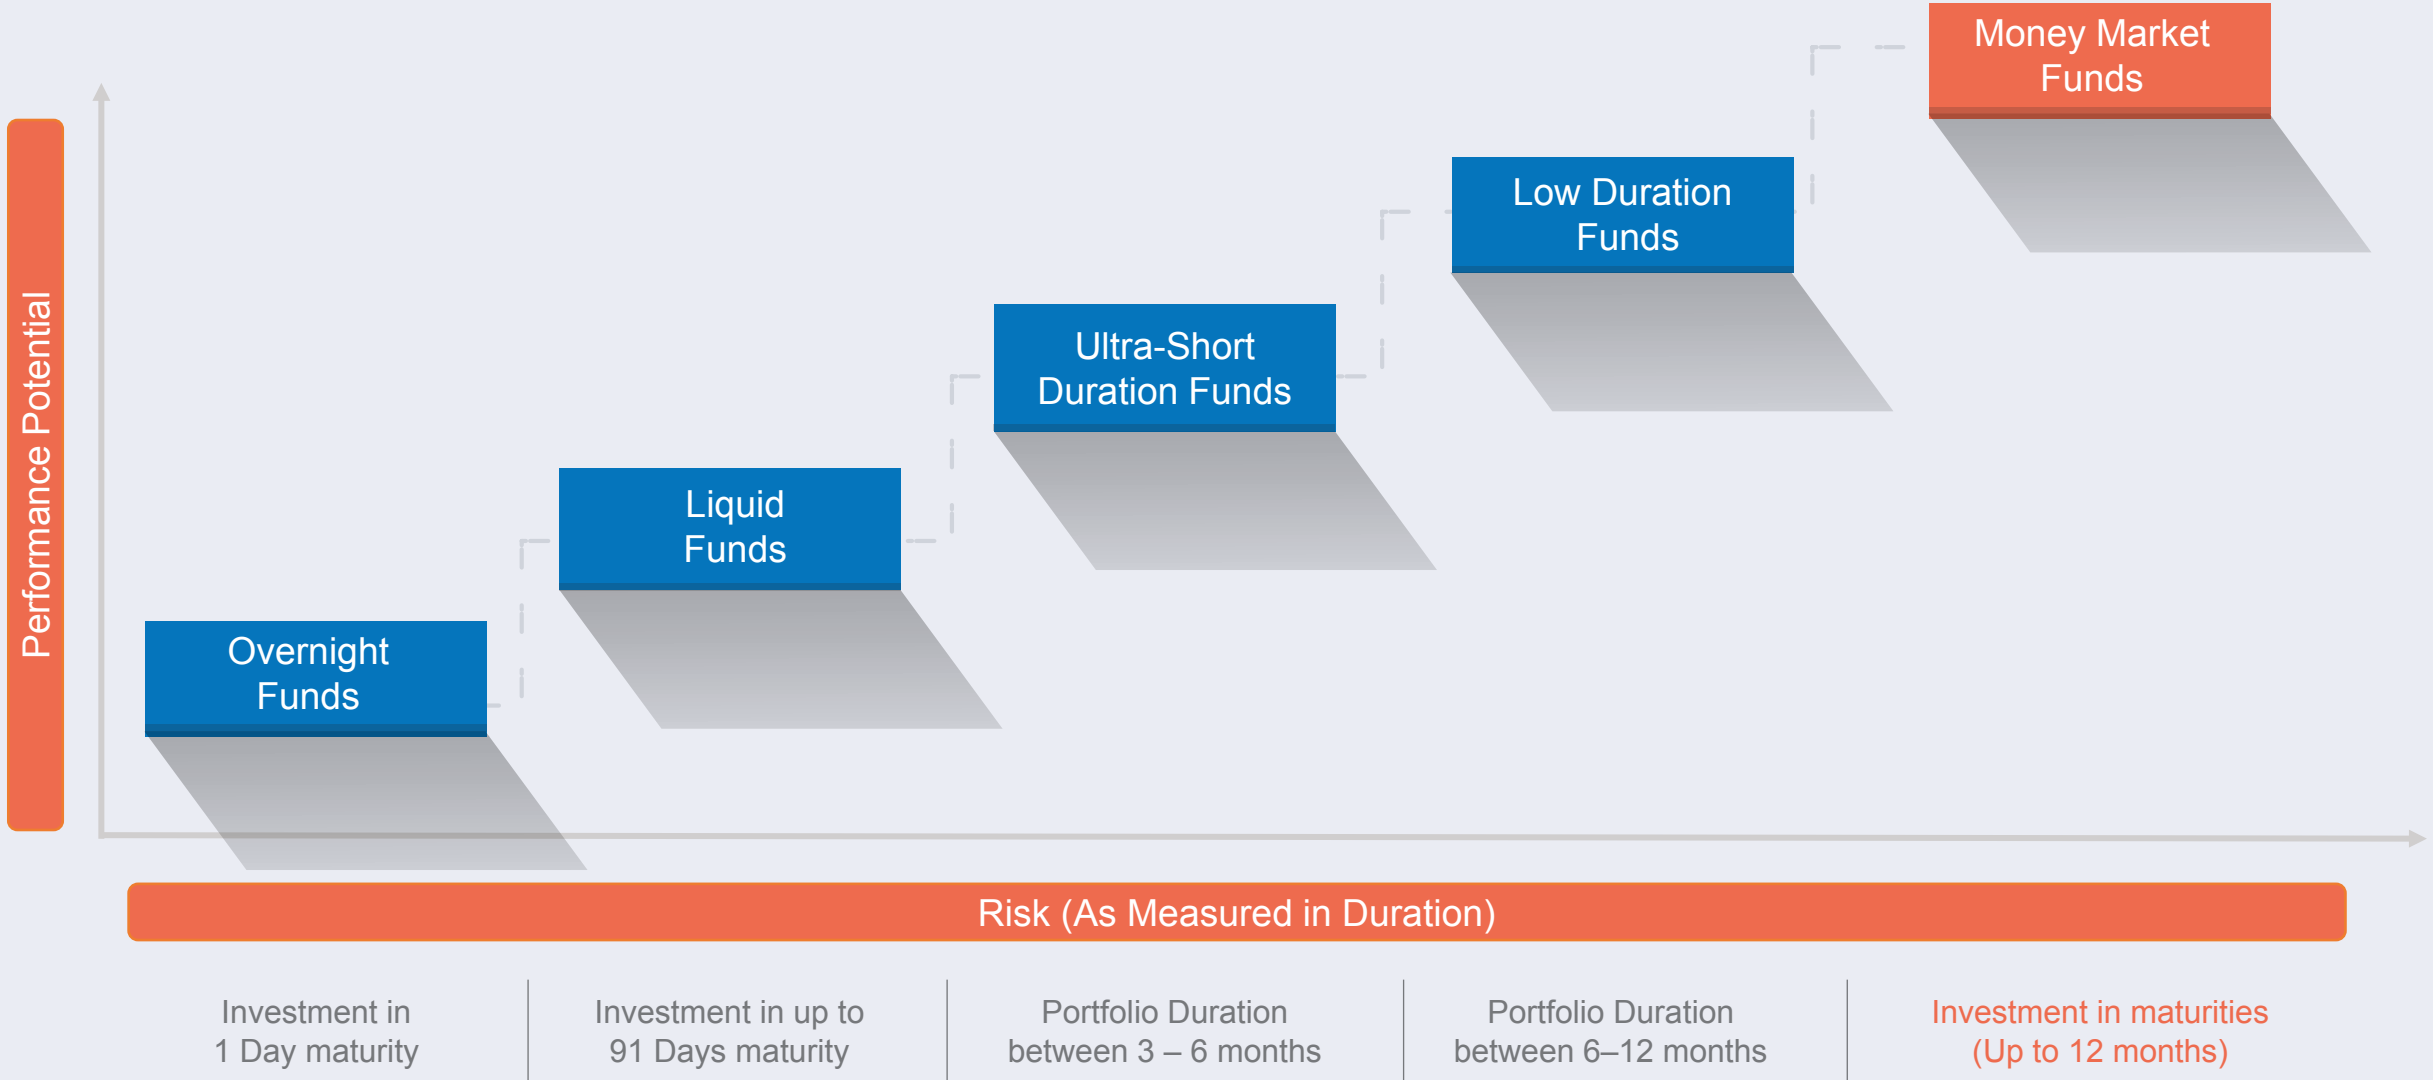 Money Market
Funds
Low Duration
Funds
Ultra-Short
Duration Funds
Liquid
Funds
Overnight
Funds
Performance Potential
Risk (As Measured in Duration)
Investment in
1 Day maturity
Investment in up to
91 Days maturity
Portfolio Duration
between 3 – 6 months
Portfolio Duration
between 6–12 months
Investment in maturities
(Up to 12 months)